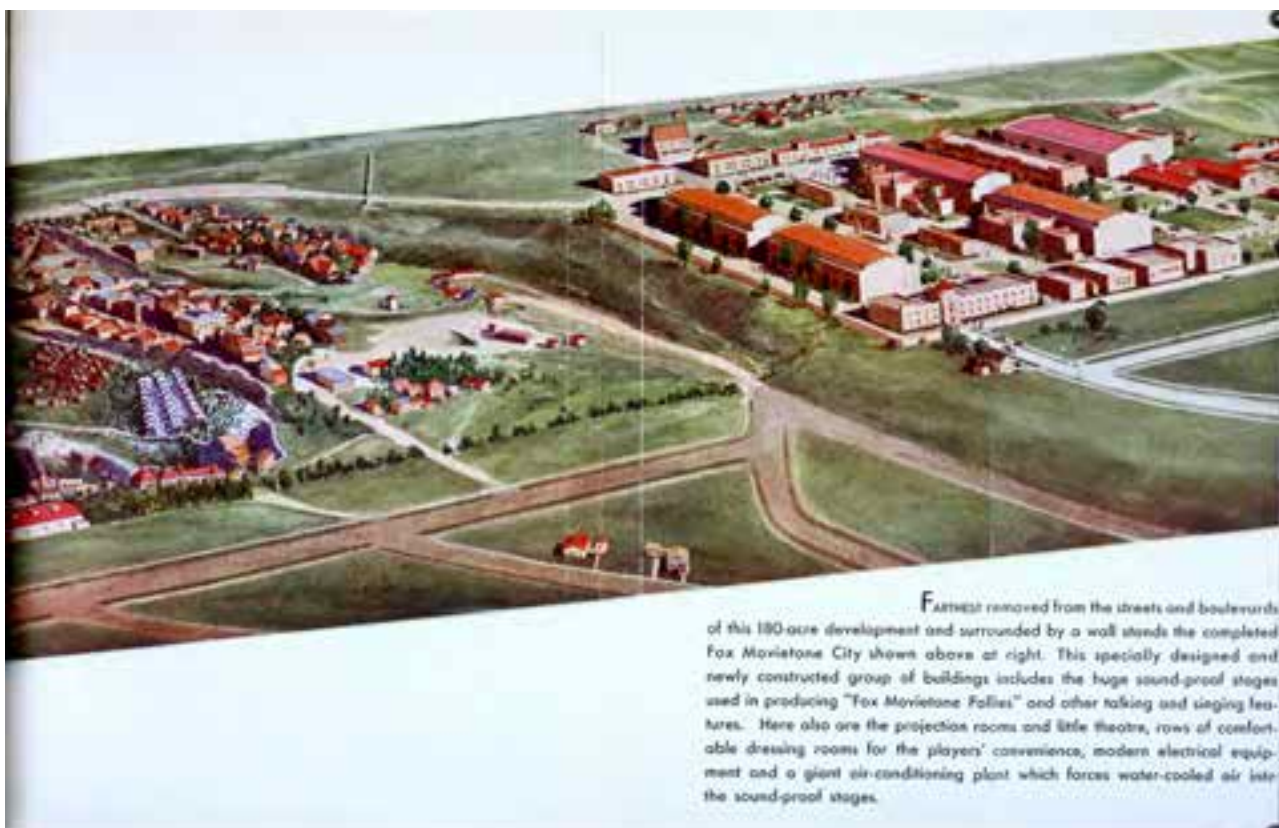 FARTHEST removed from the streets and boulevards
of this 180-acre development and surrounded by a wall stands the completed
Fox Movietone City shown above at right. This specially designed and
newly constructed group of buildings includes the huge sound-proof stages
used in producing "Fox Movietone Follies" and other talking and singing fea-
tures. Here also are the projection rooms and little theatre, rows of comfort-
able dressing rooms for the players' convenience, modern electrical equip-
ment and a giant air-conditioning plant which forces water-cooled air into
the sound-proof stages.